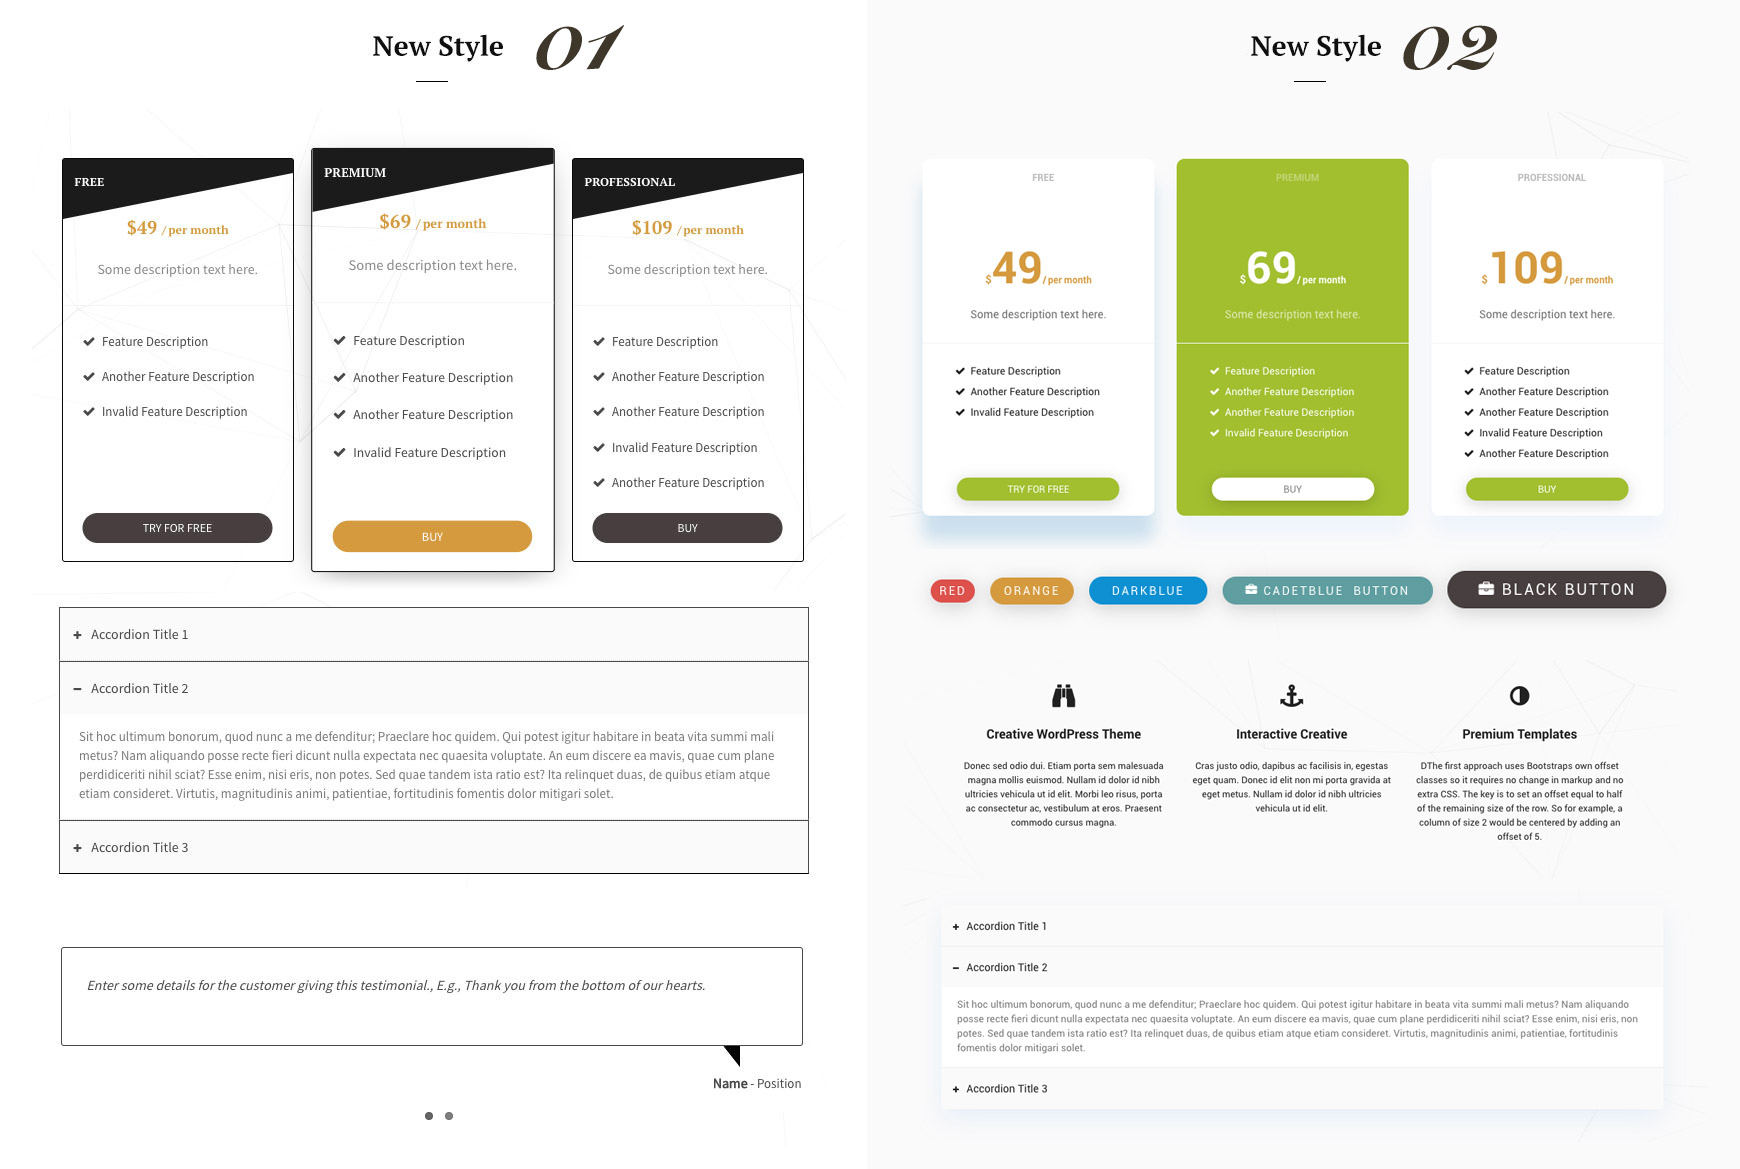 New Style 01
FREE
$49 / per month
Some description text here.
Feature Description
Another Feature Description
Invalid Feature Description
TRY FOR FREE
PREMIUM
$69 / per month
Some description text here.
Feature Description
Another Feature Description
Another Feature Description
Invalid Feature Description
BUY
PROFESSIONAL
$109 / per month
Some description text here.
Feature Description
Another Feature Description
Another Feature Description
Invalid Feature Description
Another Feature Description
BUY
Accordion Title 1
Accordion Title 2
Sit hoc ultimum bonorum, quod nunc a me defenditur; Praeclare hoc quidem. Qui potest igitur habitare in beata vita summi mali
metus? Nam aliquando posse recte fieri dicunt nulla expectata nec quaesita voluptate. An eum discere ea mavis, quae cum plane
perdidiceriti nihil sciat? Esse enim, nisi eris, non potes. Sed quae tandem ista ratio est? Ita relinquet duas, de quibus etiam atque
etiam consideret. Virtutis, magnitudinis animi, patientiae, fortitudinis fomentis dolor mitigari solet.
Accordion Title 3
Enter some details for the customer giving this testimonial., E.g., Thank you from the bottom of our hearts.
Name - Position
New Style 02
FREE
$49/ per month
Some description text here.
Feature Description
Another Feature Description
Invalid Feature Description
TRY FOR FREE
PREMIUM
$69/ per month
Some description text here.
Feature Description
Another Feature Description
Another Feature Description
Invalid Feature Description
BUY
PROFESSIONAL
$109/ per month
Some description text here.
Feature Description
Another Feature Description
Another Feature Description
Invalid Feature Description
Another Feature Description
BUY
RED
ORANGE
DARKBLUE
CADETBLUE BUTTON
BLACK BUTTON
Creative WordPress Theme
Donec sed odio dui. Etiam porta sem malesuada
magna mollis euismod. Nullam id dolor id nibh
ultricies vehicula ut id elit. Morbi leo risus, porta
ac consectetur ac, vestibulum at eros. Praesent
commodo cursus magna.
Interactive Creative
Cras justo odio, dapibus ac facilisis in, egestas
eget quam. Donec id elit non mi porta gravida at
eget metus. Nullam id dolor id nibh ultricies
vehicula ut id elit.
Premium Templates
DThe first approach uses Bootstraps own offset
classes so it requires no change in markup and no
extra CSS. The key is to set an offset equal to half
of the remaining size of the row. So for example, a
column of size 2 would be centered by adding an
offset of 5.
Accordion Title 1
Accordion Title 2
Sit hoc ultimum bonorum, quod nunc a me defenditur; Praeclare hoc quidem. Qui potest igitur habitare in beata vita summi mali metus? Nam aliquando
posse recte fieri dicunt nulla expectata nec quaesita voluptate. An eum discere ea mavis, quae cum plane perdidiceriti nihil sciat? Esse enim, nisi eris, non
potes. Sed quae tandem ista ratio est? Ita relinquet duas, de quibus etiam atque etiam consideret. Virtutis, magnitudinis animi, patientiae, fortitudinis
fomentis dolor mitigari solet.
Accordion Title 3